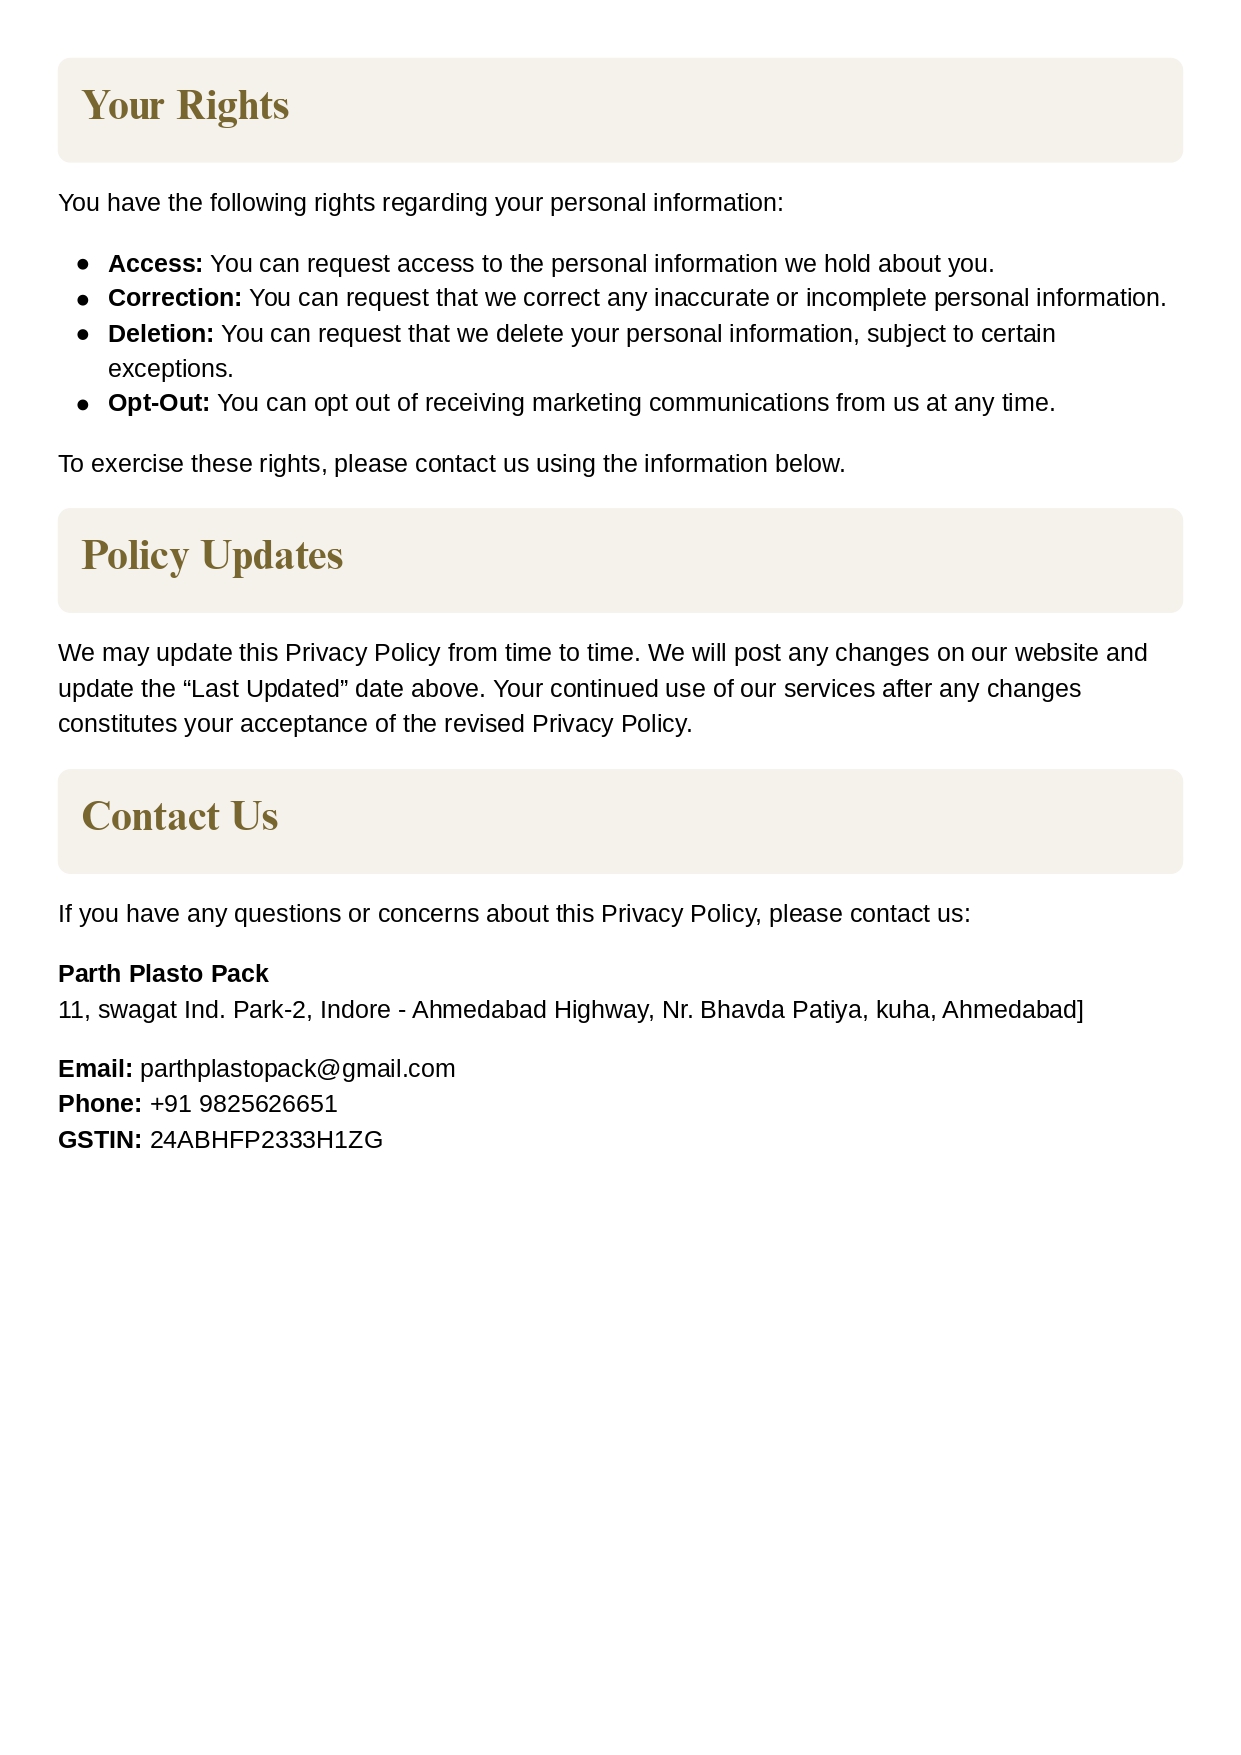 Your Rights
You have the following rights regarding your personal information:
● Access: You can request access to the personal information we hold about you.
● Correction: You can request that we correct any inaccurate or incomplete personal information.
● Deletion: You can request that we delete your personal information, subject to certain
exceptions.
● Opt-Out: You can opt out of receiving marketing communications from us at any time.
To exercise these rights, please contact us using the information below.
Policy Updates
We may update this Privacy Policy from time to time. We will post any changes on our website and
update the “Last Updated” date above. Your continued use of our services after any changes
constitutes your acceptance of the revised Privacy Policy.
Contact Us
If you have any questions or concerns about this Privacy Policy, please contact us:
Parth Plasto Pack
11, swagat Ind. Park-2, Indore - Ahmedabad Highway, Nr. Bhavda Patiya, kuha, Ahmedabad]
Email: parthplastopack@gmail.com
Phone: +91 9825626651
GSTIN: 24ABHFP2333H1ZG